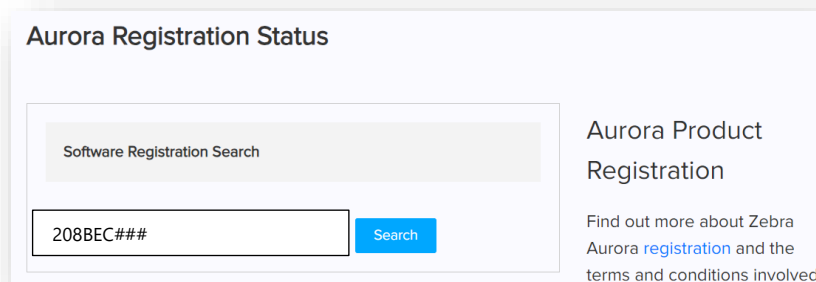 Aurora Registration Status
Software Registration Search
208BEC###
Search
Aurora Product
Registration
Find out more about Zebra
Aurora registration and the
terms and conditions involved